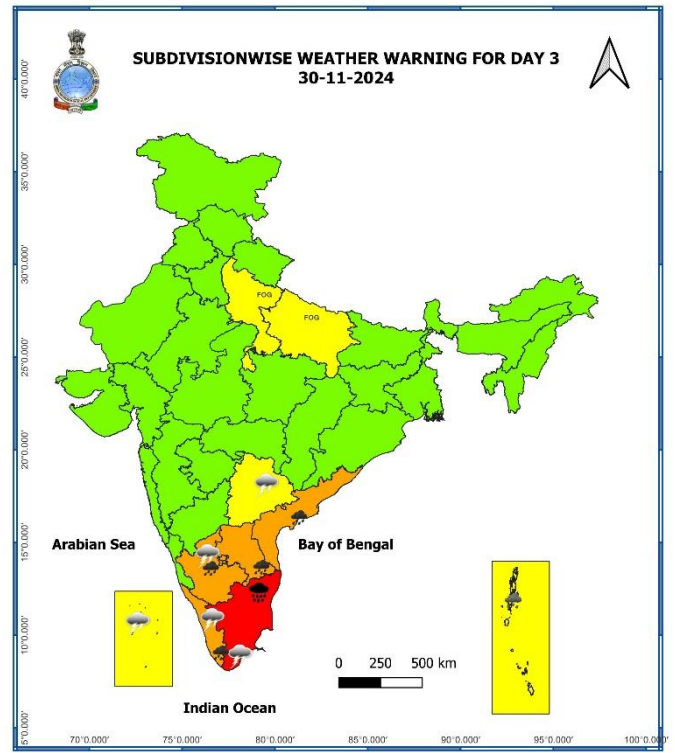 SUBDIVISIONWISE WEATHER WARNING FOR DAY 3
30-11-2024
40°0.000'
35°0.000'
30°0.000'
25°0.000'
20°0.000'
15°0.000'
10°0.000'
5°0.000'
FOG
FOG
Arabian Sea
Bay of Bengal
0 250 500 km
Indian Ocean
70°0.000' 75°0.000' 80°0.000' 85°0.000' 90°0.000' 95°0.000' 100°0.000'